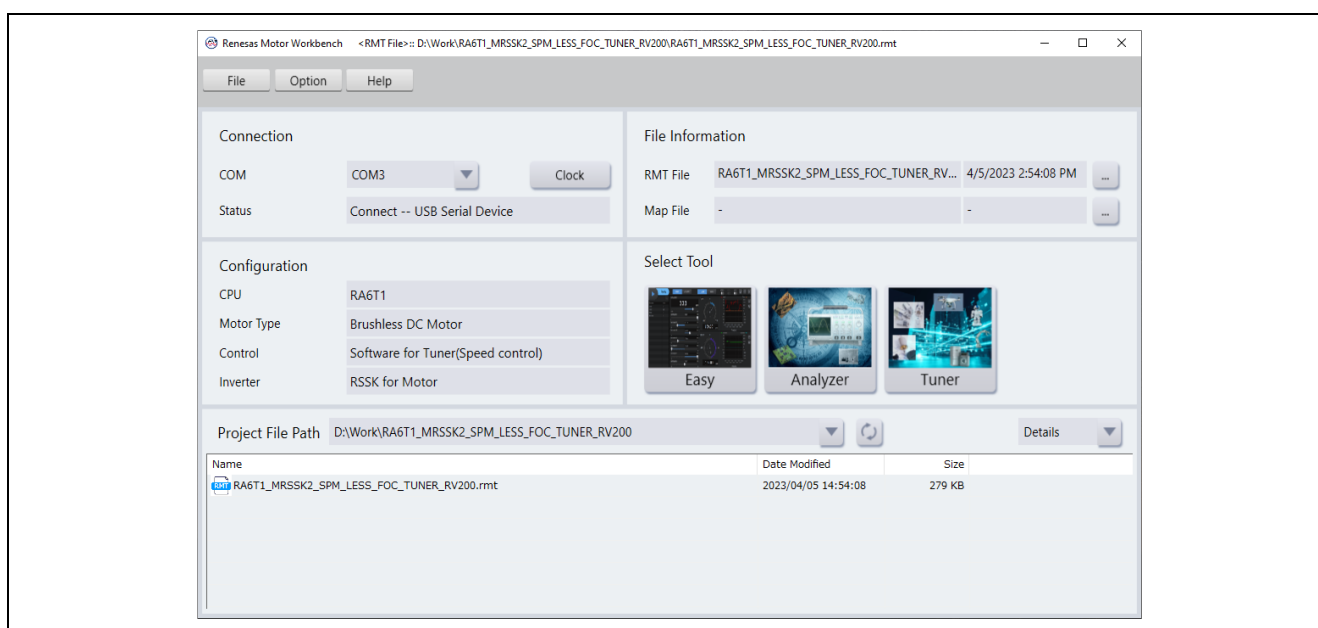 Renesas Motor Workbench <RMT File>:: D:\Work\RA6T1_MRSSK2_SPM_LESS_FOC_TUNER_RV200\RA6T1_MRSSK2_SPM_LESS_FOC_TUNER_RV200.rmt
File Option Help
Connection
COM COM3 Clock
Status Connect -- USB Serial Device
File Information
RMT File RA6T1_MRSSK2_SPM_LESS_FOC_TUNER_RV... 4/5/2023 2:54:08 PM ...
Map File - - ...
Configuration
CPU RA6T1
Motor Type Brushless DC Motor
Control Software for Tuner(Speed control)
Inverter RSSK for Motor
Select Tool
Easy Analyzer Tuner
Project File Path D:\Work\RA6T1_MRSSK2_SPM_LESS_FOC_TUNER_RV200 Details
Name Date Modified Size
RMT RA6T1_MRSSK2_SPM_LESS_FOC_TUNER_RV200.rmt 2023/04/05 14:54:08 279 KB